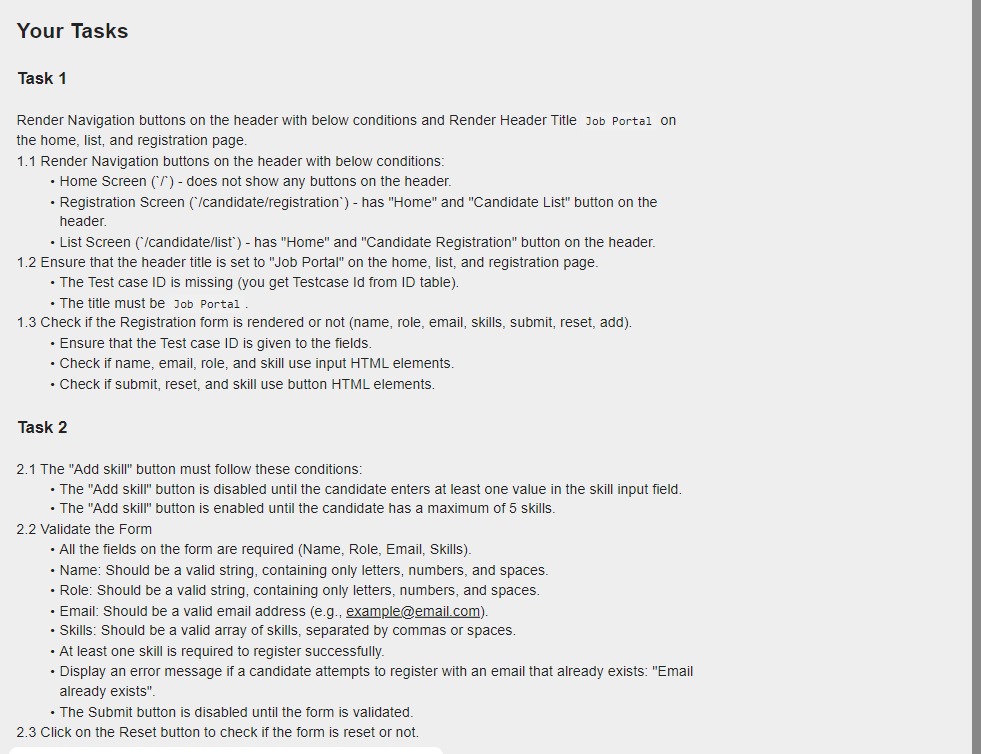 Your Tasks
Task 1
Render Navigation buttons on the header with below conditions and Render Header Title Job Portal on
the home, list, and registration page.
1.1 Render Navigation buttons on the header with below conditions:
• Home Screen (`/`) - does not show any buttons on the header.
• Registration Screen (`/candidate/registration`) - has "Home" and "Candidate List" button on the
header.
• List Screen (`/candidate/list`) - has "Home" and "Candidate Registration" button on the header.
1.2 Ensure that the header title is set to "Job Portal" on the home, list, and registration page.
• The Test case ID is missing (you get Testcase Id from ID table).
• The title must be Job Portal.
1.3 Check if the Registration form is rendered or not (name, role, email, skills, submit, reset, add).
• Ensure that the Test case ID is given to the fields.
• Check if name, email, role, and skill use input HTML elements.
• Check if submit, reset, and skill use button HTML elements.
Task 2
2.1 The "Add skill" button must follow these conditions:
• The "Add skill" button is disabled until the candidate enters at least one value in the skill input field.
• The "Add skill" button is enabled until the candidate has a maximum of 5 skills.
2.2 Validate the Form
• All the fields on the form are required (Name, Role, Email, Skills).
• Name: Should be a valid string, containing only letters, numbers, and spaces.
• Role: Should be a valid string, containing only letters, numbers, and spaces.
• Email: Should be a valid email address (e.g., example@email.com).
• Skills: Should be a valid array of skills, separated by commas or spaces.
• At least one skill is required to register successfully.
• Display an error message if a candidate attempts to register with an email that already exists: "Email
already exists".
• The Submit button is disabled until the form is validated.
2.3 Click on the Reset button to check if the form is reset or not.